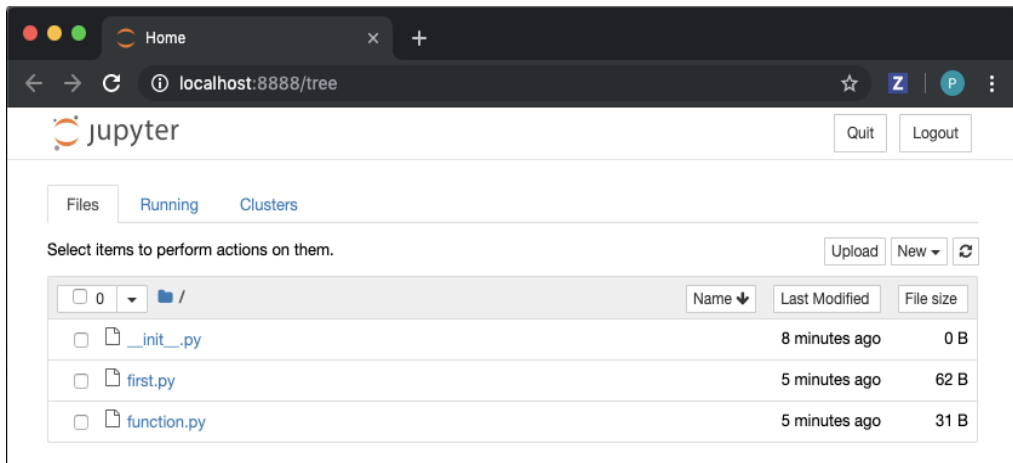 Home
localhost:8888/tree
Z
P
jupyter
Quit
Logout
Files
Running
Clusters
Select items to perform actions on them.
Upload
New
0
/
Name
Last Modified
File size
__init__.py 8 minutes ago 0 B
first.py 5 minutes ago 62 B
function.py 5 minutes ago 31 B